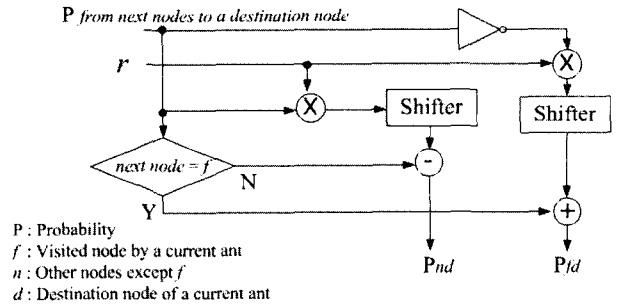 P from next nodes to a destination node
r
X
X
Shifter
Shifter
next node = f
N
-
Y
+
P : Probability
f : Visited node by a current ant
n : Other nodes except f
d : Destination node of a current ant
Pnd
Pfd